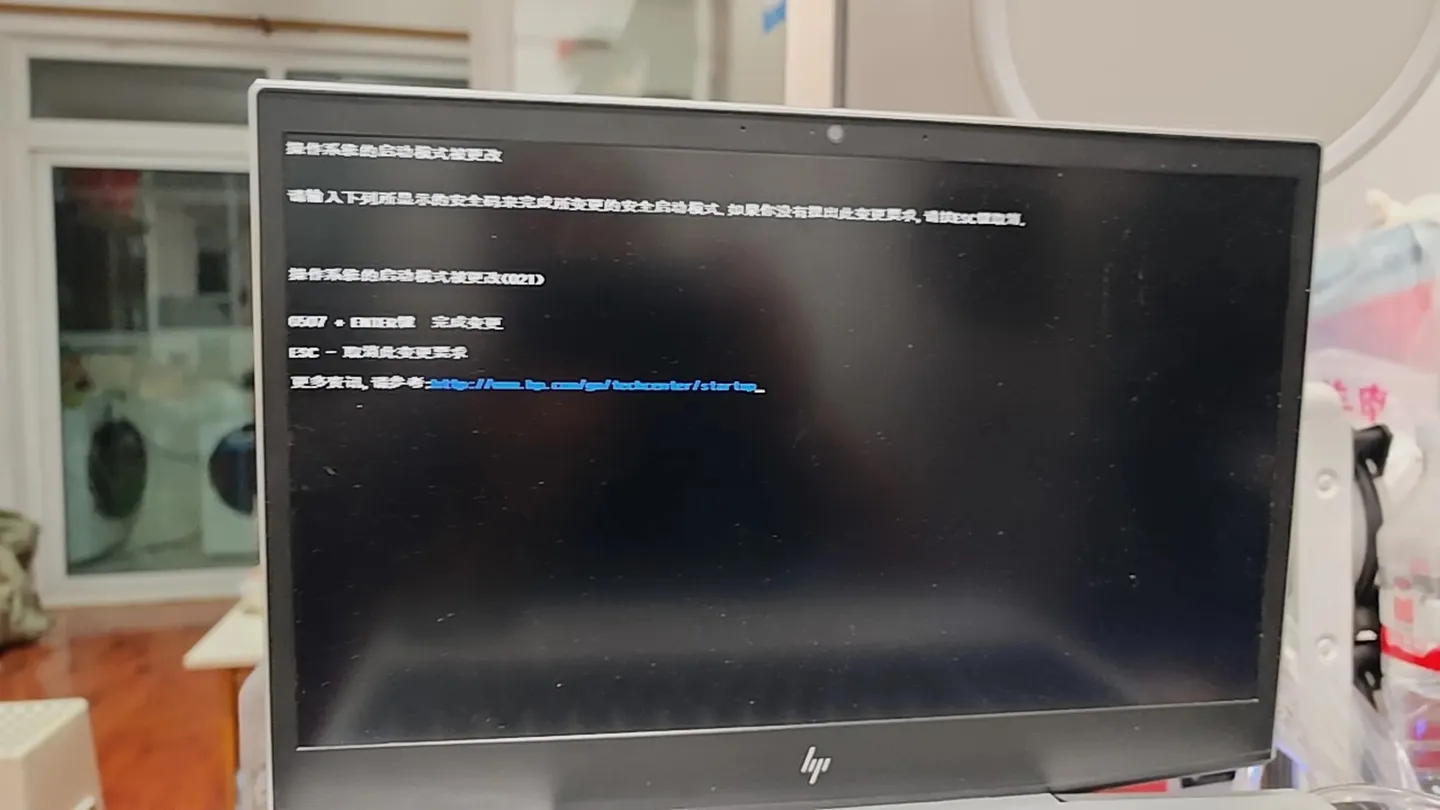 操作系统的启动模式被更改
请输入下列所显示的安全码来完成所变更的安全启动模式.如果你没有提出此变更要求,请按ESC键取消.
操作系统的启动模式被更改(021)
+ ENTER键 完成变更
ESC - 取消此变更要求
更多资讯,请参考:http://www.hp.com/go/techcenter/startup
hp